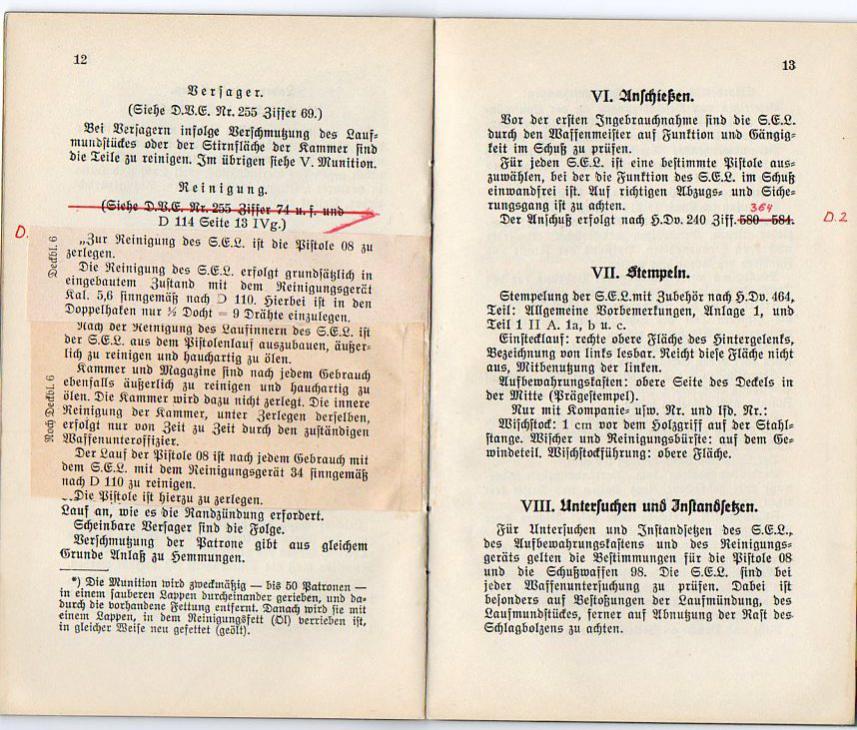 12
Versager.
(Siehe D.V.E. Nr. 255 Ziffer 69.)
Bei Versagern infolge Verschmutzung des Lauf-
mundstückes oder der Stirnfläche der Kammer sind
die Teile zu reinigen. Im übrigen siehe V. Munition.
Reinigung.
(Siehe D.V.E. Nr. 255 Ziffer 74 u. f. und
D 114 Seite 13 IVg.)
D.
Deckbl. 6
„Zur Reinigung des S.E.L. ist die Pistole 08 zu
zerlegen.
Die Reinigung des S.E.L. erfolgt grundsätzlich in
eingebautem Zustand mit dem Reinigungsgerät
Kal. 5,6 sinngemäß nach D 110. Hierbei ist in den
Doppelhaken nur ½ Docht = 9 Drähte einzulegen.
Noch Deckbl. 6
Nach der Reinigung des Laufinnern des S.E.L. ist
der S.E.L. aus dem Pistolenlauf auszubauen, äußer-
lich zu reinigen und hauchartig zu ölen.
Kammer und Magazine sind nach jedem Gebrauch
ebenfalls äußerlich zu reinigen und hauchartig zu
ölen. Die Kammer wird dazu nicht zerlegt. Die innere
Reinigung der Kammer, unter Zerlegen derselben,
erfolgt nur von Zeit zu Zeit durch den zuständigen
Waffenunteroffizier.
Der Lauf der Pistole 08 ist nach jedem Gebrauch mit
dem S.E.L. mit dem Reinigungsgerät 34 sinngemäß
nach D 110 zu reinigen.
Die Pistole ist hierzu zu zerlegen.
Lauf an, wie es die Randzündung erfordert.
Scheinbare Versager sind die Folge.
Verschmutzung der Patrone gibt aus gleichem
Grunde Anlaß zu Hemmungen.
*) Die Munition wird zweckmäßig — bis 50 Patronen —
in einem sauberen Lappen durcheinander gerieben, und da-
durch die vorhandene Fettung entfernt. Danach wird sie mit
einem Lappen, in dem Reinigungsfett (Öl) verrieben ist,
in gleicher Weise neu gefettet (geölt).
13
VI. Anschießen.
Vor der ersten Ingebrauchnahme sind die S.E.L.
durch den Waffenmeister auf Funktion und Gängig-
keit im Schuß zu prüfen.
Für jeden S.E.L. ist eine bestimmte Pistole aus-
zuwählen, bei der die Funktion des S.E.L. im Schuß
einwandfrei ist. Auf richtigen Abzugs- und Siche-
rungsgang ist zu achten.
364
Der Anschuß erfolgt nach H.Dv. 240 Ziff. 580–584. D. 2
VII. Stempeln.
Stempelung der S.E.L.mit Zubehör nach H.Dv. 464,
Teil: Allgemeine Vorbemerkungen, Anlage 1, und
Teil 1 II A. 1a, b u. c.
Einstecklauf: rechte obere Fläche des Hintergelenks,
Bezeichnung von links lesbar. Reicht diese Fläche nicht
aus, Mitbenutzung der linken.
Aufbewahrungskasten: obere Seite des Deckels in
der Mitte (Prägestempel).
Nur mit Kompanie- usw. Nr. und lfd. Nr.:
Wischstock: 1 cm vor dem Holzgriff auf der Stahl-
stange. Wischer und Reinigungsbürste: auf dem Ge-
windeteil. Wischstockführung: obere Fläche.
VIII. Untersuchen und Instandsetzen.
Für Untersuchen und Instandsetzen des S.E.L.,
des Aufbewahrungskastens und des Reinigungs-
geräts gelten die Bestimmungen für die Pistole 08
und die Schußwaffen 98. Die S.E.L. sind bei
jeder Waffenuntersuchung zu prüfen. Dabei ist
besonders auf Bestoßungen der Laufmündung, des
Laufmundstückes, ferner auf Abnutzung der Rast des
Schlagbolzens zu achten.